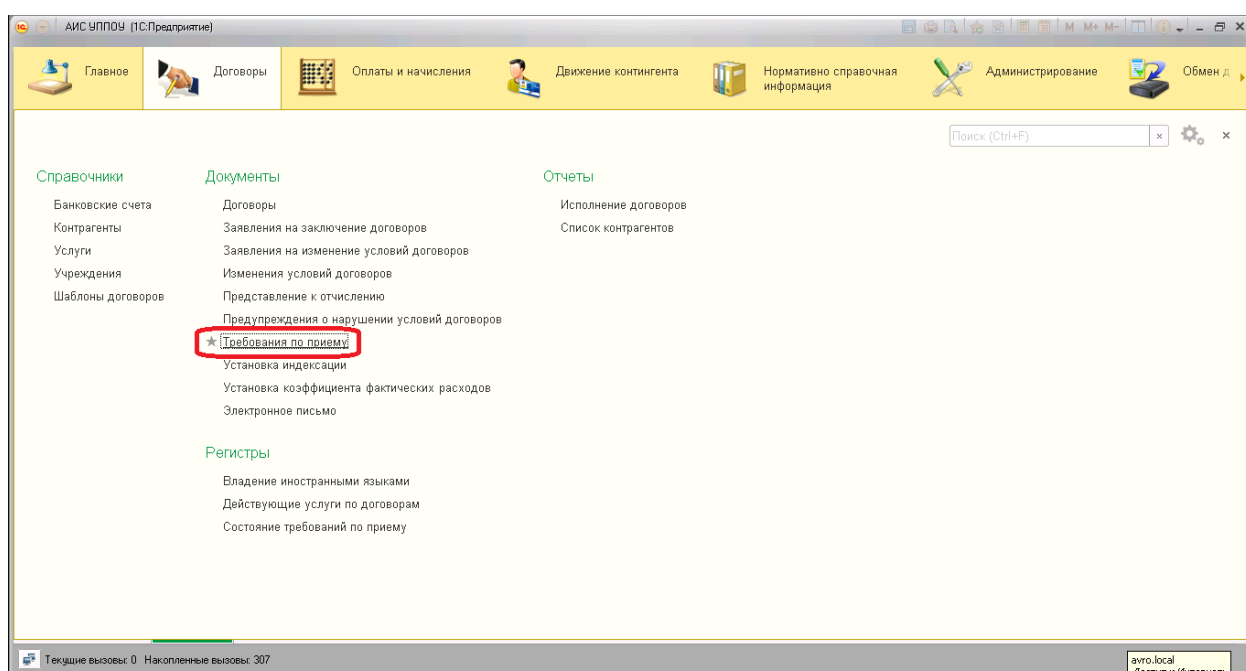 АИС УППОУ (1С:Предприятие)
M M+ M-
Главное
Договоры
Оплаты и начисления
Движение контингента
Нормативно справочная
информация
Администрирование
Обмен д
Поиск (Ctrl+F)
Справочники
Банковские счета
Контрагенты
Услуги
Учреждения
Шаблоны договоров
Документы
Договоры
Заявления на заключение договоров
Заявления на изменение условий договоров
Изменения условий договоров
Представление к отчислению
Предупреждения о нарушении условий договоров
Требования по приему
Установка индексации
Установка коэффициента фактических расходов
Электронное письмо
Регистры
Владение иностранными языками
Действующие услуги по договорам
Состояние требований по приему
Отчеты
Исполнение договоров
Список контрагентов
Текущие вызовы: 0 Накопленные вызовы: 307
avro.local